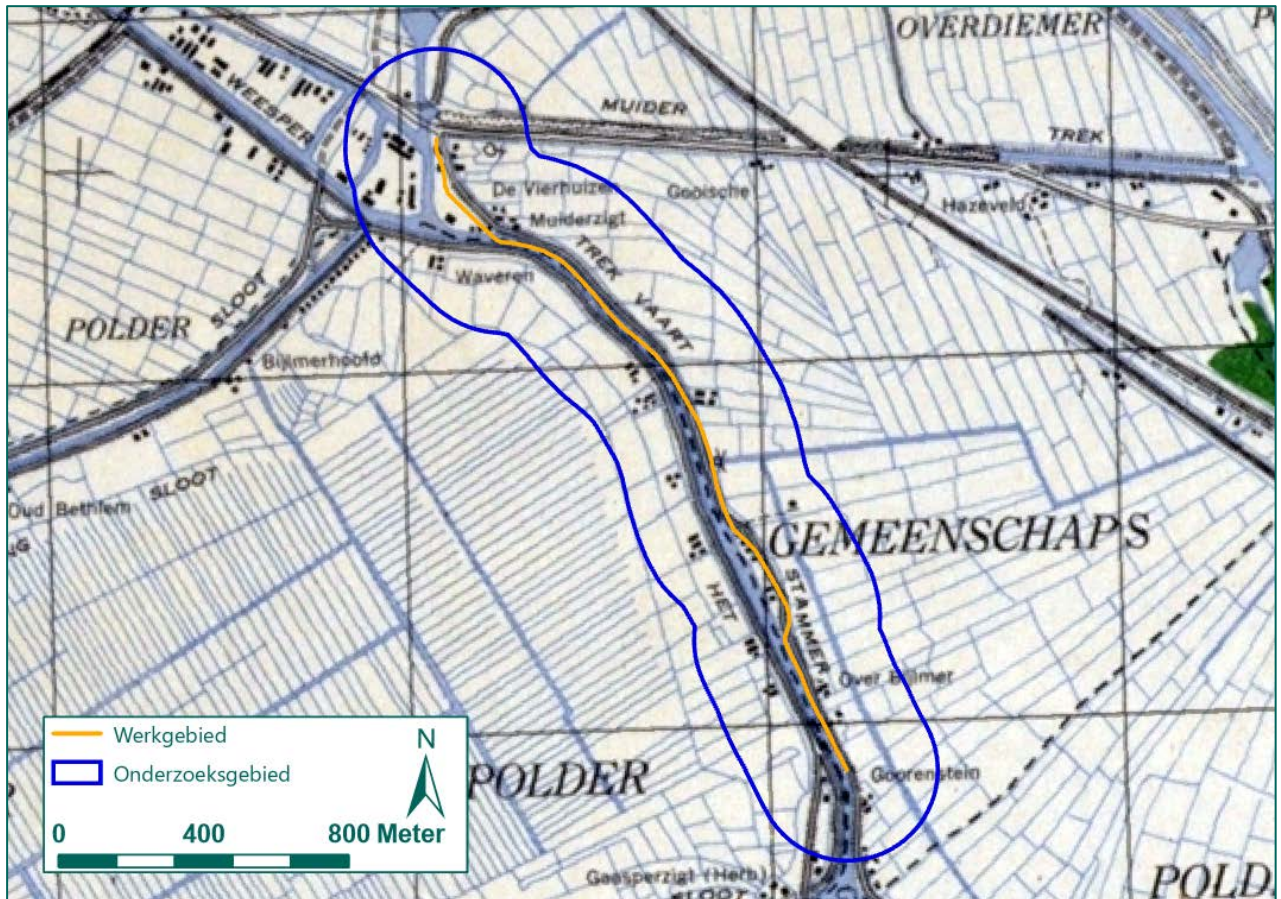 OVERDIEMER
P
WEESPER
MUIDER
TREK
De Vierhuizen
Gooische
Hazeveld
Muiderzigt
TREK
Waveren
VAART
SLOOT
POLDER
Bijlmerhoofd
SLOOT
Oud Bethlem
GEMEENSCHAPS
HET
STAMMER
Over Bijlmer
Werkgebied
N
Onderzoeksgebied
POLDER
Goorenstein
0 400 800 Meter
Gaasperzigt (Herb.)
SLOOT
POLD